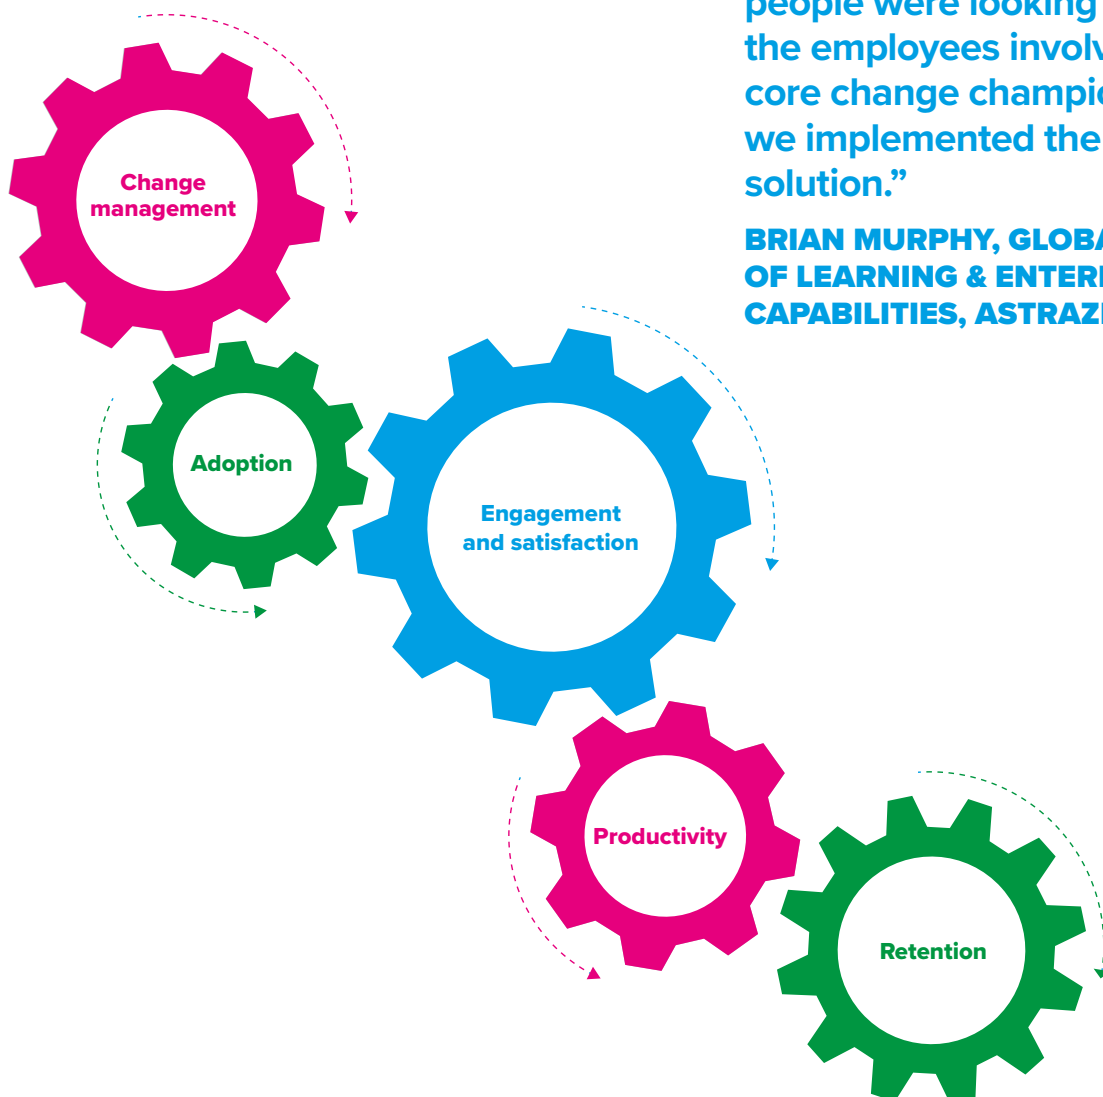 people were looking
the employees involv
core change champi
we implemented the
solution.”
BRIAN MURPHY, GLOBA
OF LEARNING & ENTER
CAPABILITIES, ASTRAZ
Change
management
Adoption
Engagement
and satisfaction
Productivity
Retention